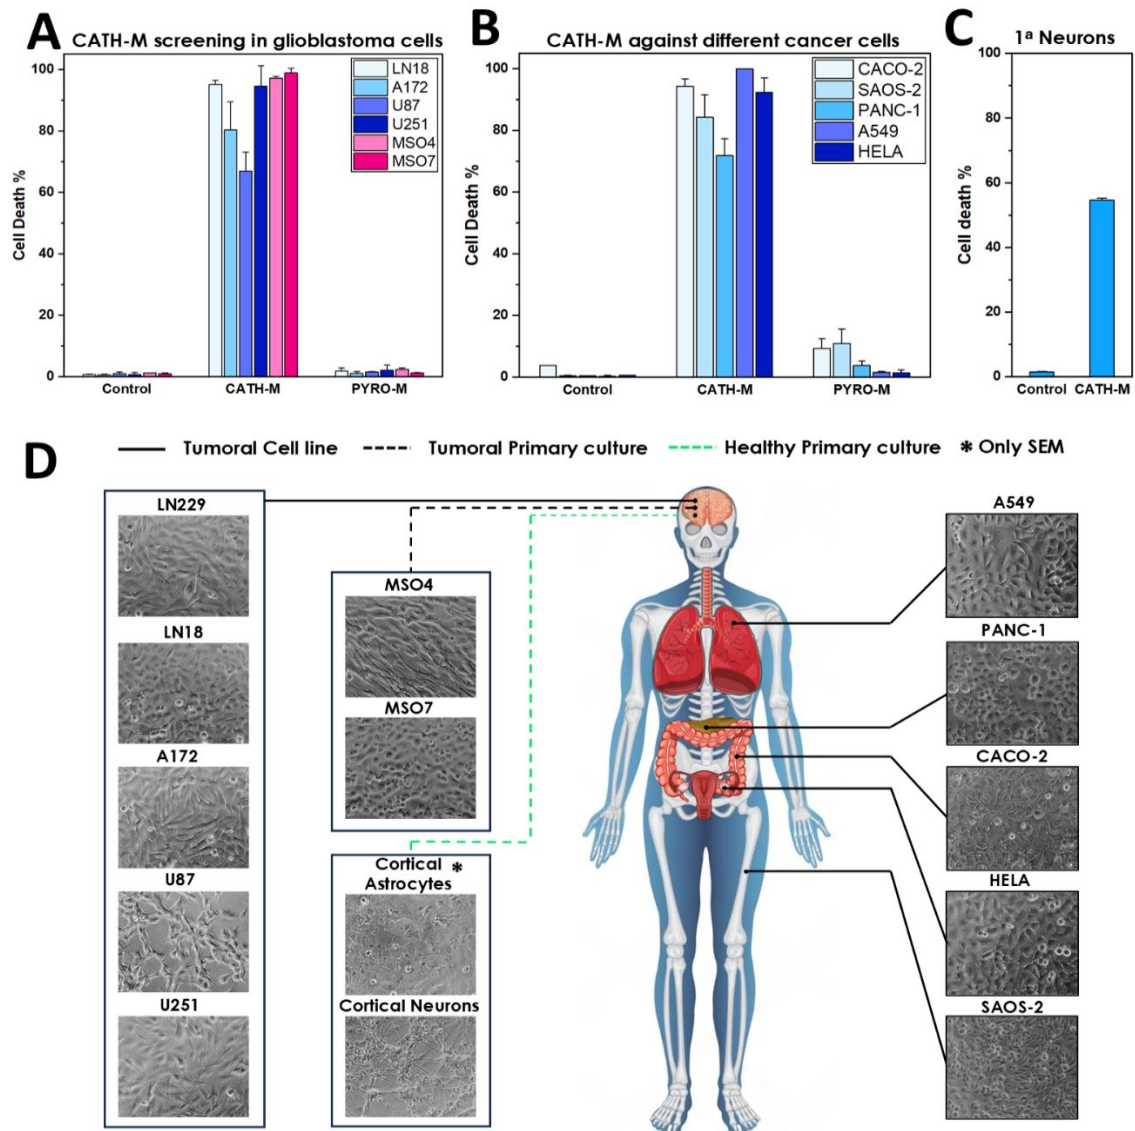 A
CATH-M screening in glioblastoma cells
Cell Death %
100
80
60
40
20
0
LN18
A172
U87
U251
MSO4
MSO7
Control
CATH-M
PYRO-M
B
CATH-M against different cancer cells
Cell Death %
100
80
60
40
20
0
CACO-2
SAOS-2
PANC-1
A549
HELA
Control
CATH-M
PYRO-M
C
1ª Neurons
Cell death %
100
80
60
40
20
0
Control
CATH-M
D
Tumoral Cell line
Tumoral Primary culture
Healthy Primary culture
* Only SEM
LN229
LN18
A172
U87
U251
MSO4
MSO7
Cortical *
Astrocytes
Cortical Neurons
A549
PANC-1
CACO-2
HELA
SAOS-2